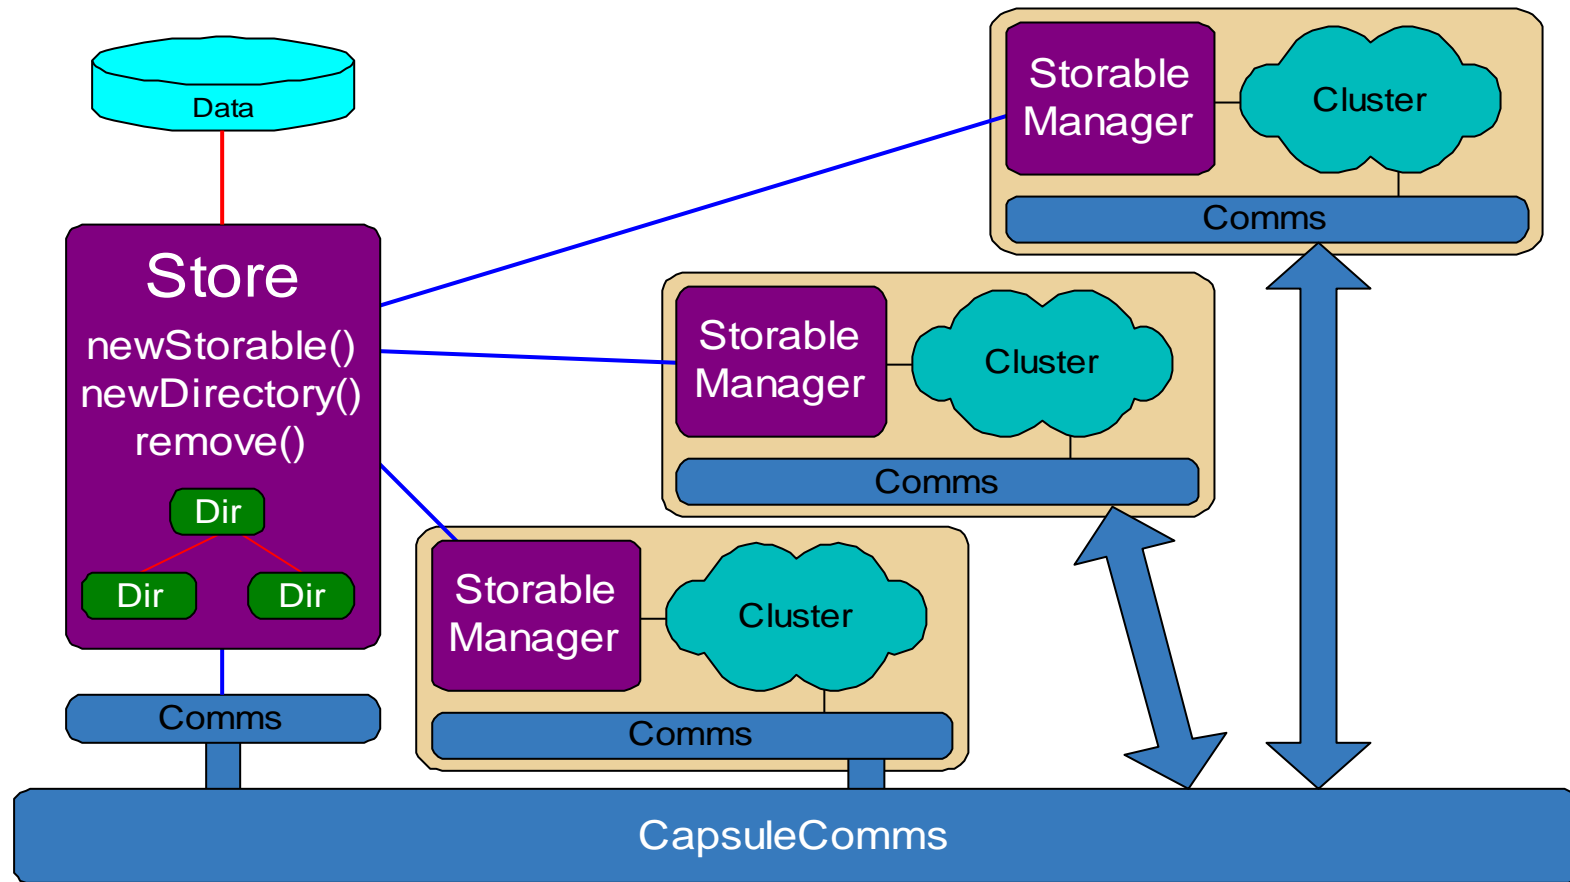 Data
Store
newStorable()
newDirectory()
remove()
Dir
Dir
Dir
Comms
Storable
Manager
Cluster
Comms
Storable
Manager
Cluster
Comms
Storable
Manager
Cluster
Comms
CapsuleComms